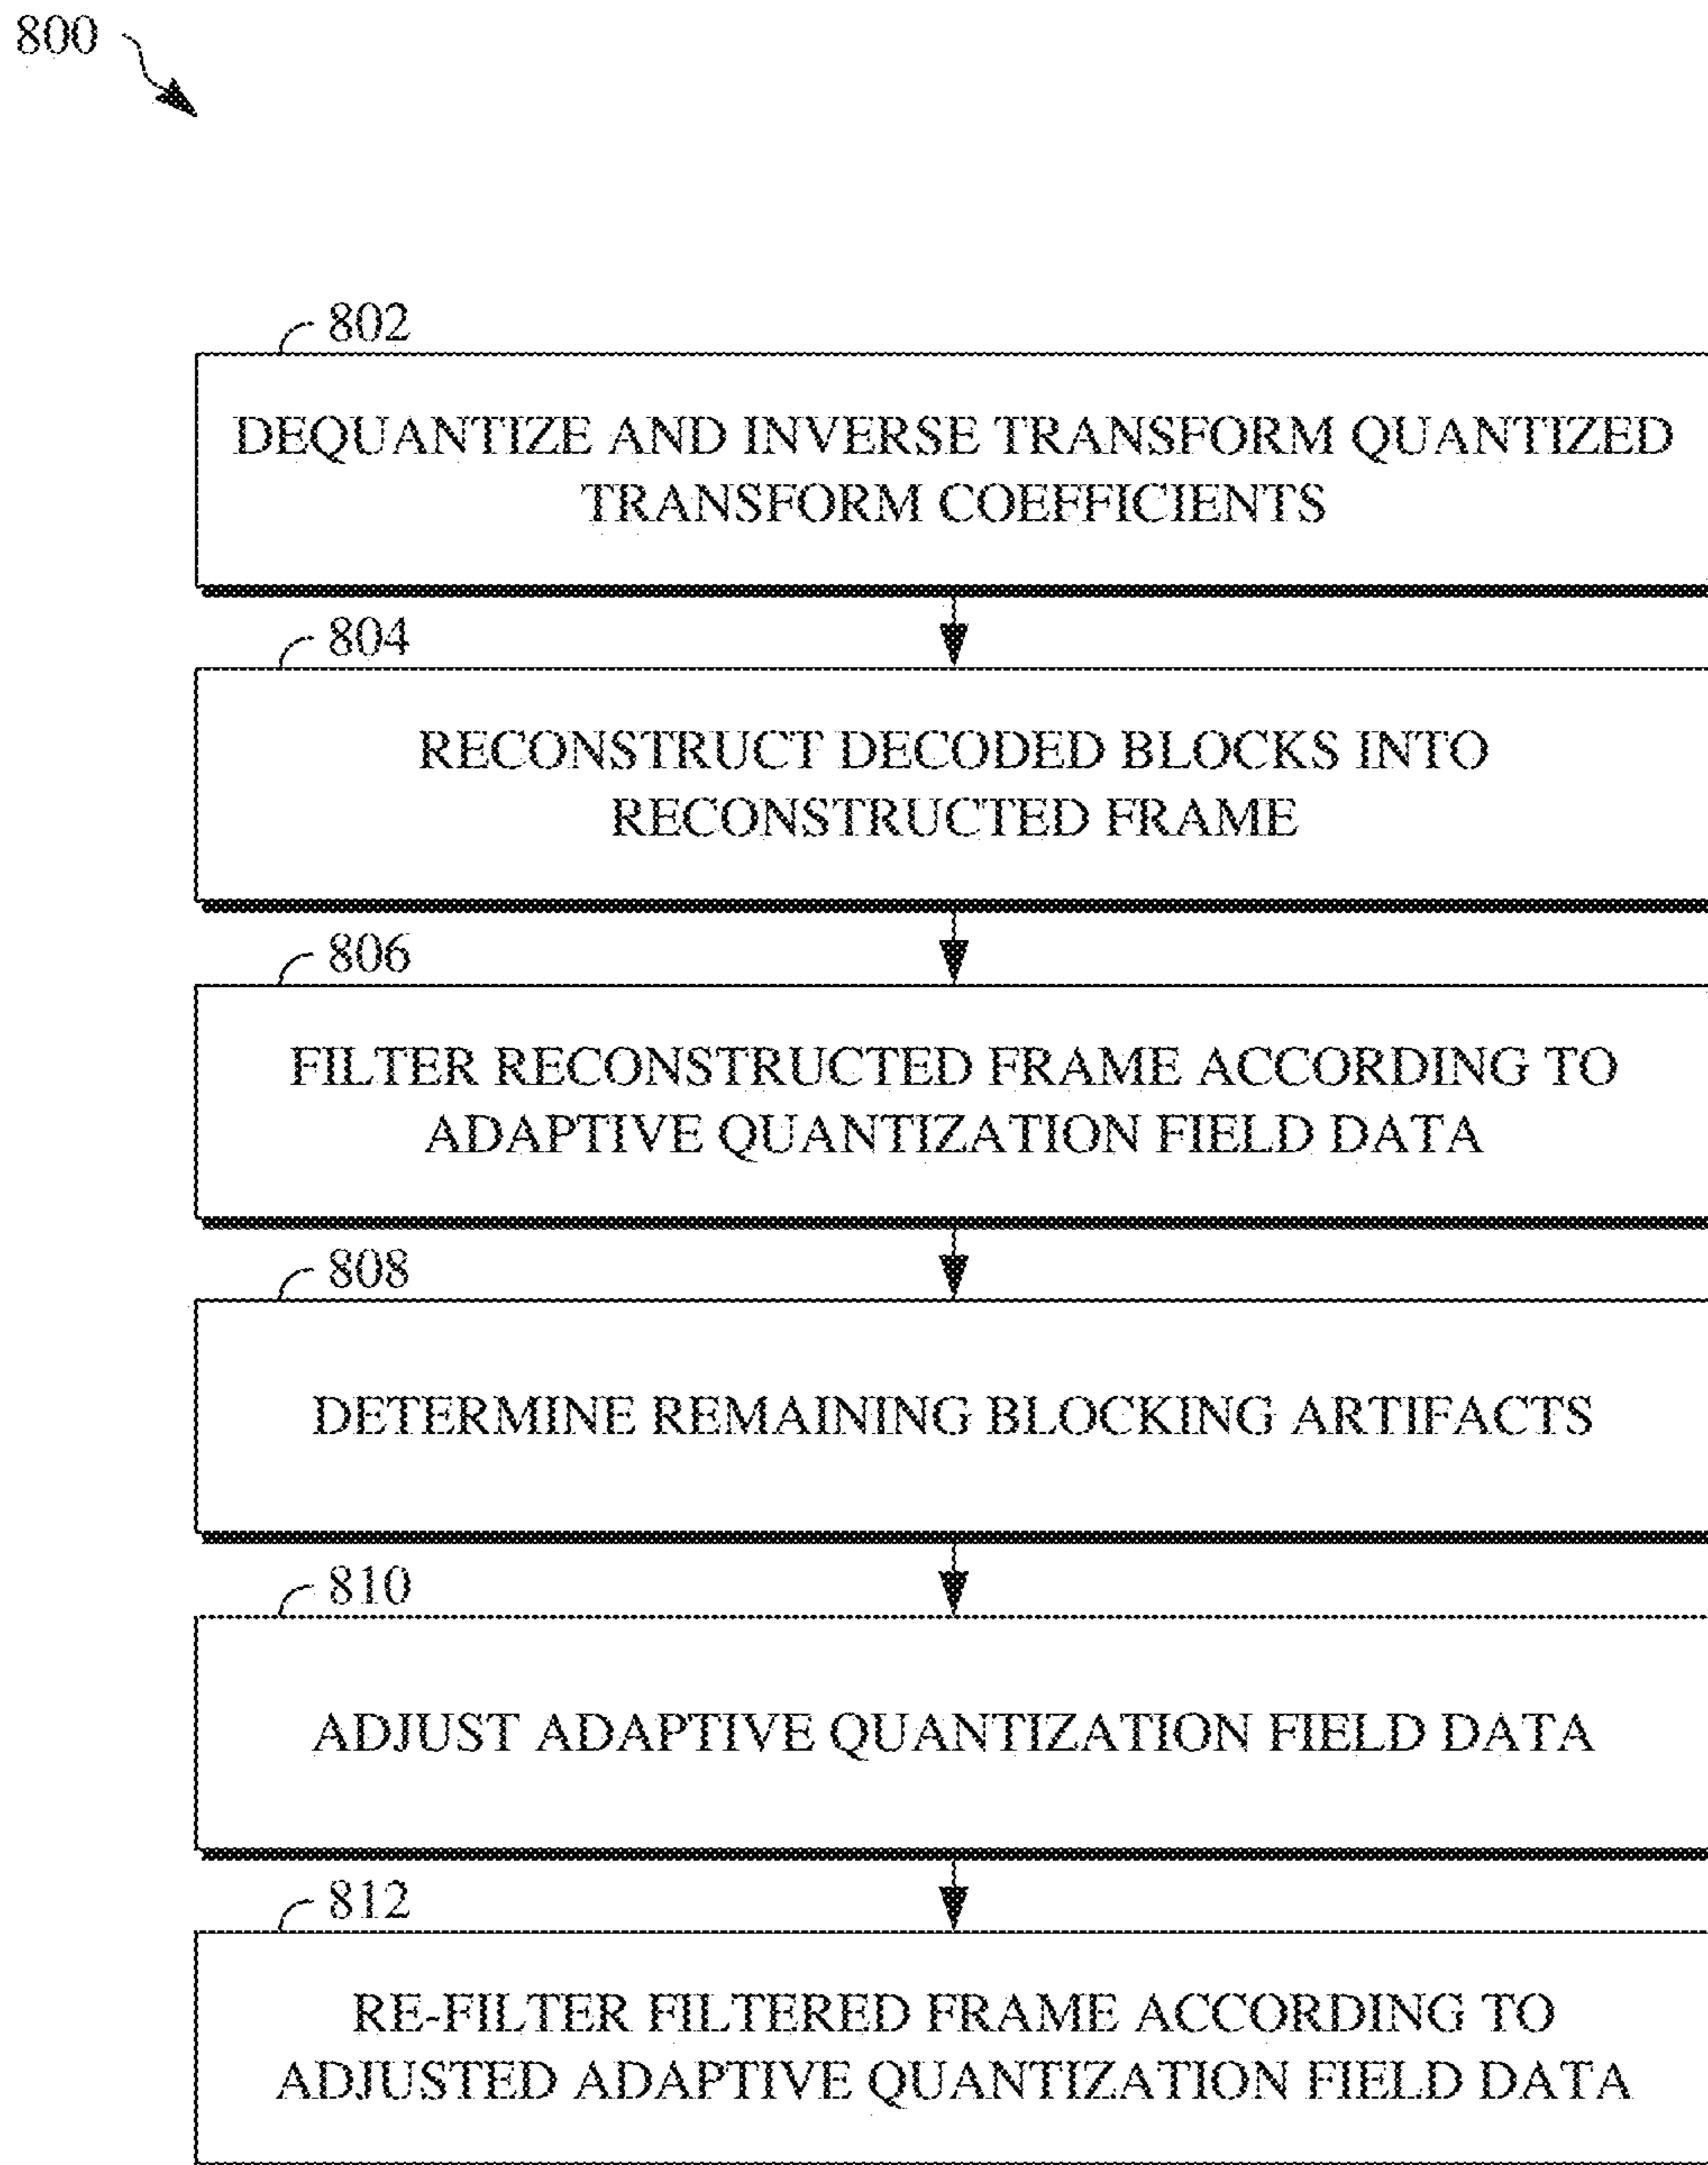 800
802
DEQUANTIZE AND INVERSE TRANSFORM QUANTIZED
TRANSFORM COEFFICIENTS
804
RECONSTRUCT DECODED BLOCKS INTO
RECONSTRUCTED FRAME
806
FILTER RECONSTRUCTED FRAME ACCORDING TO
ADAPTIVE QUANTIZATION FIELD DATA
808
DETERMINE REMAINING BLOCKING ARTIFACTS
810
ADJUST ADAPTIVE QUANTIZATION FIELD DATA
812
RE-FILTER FILTERED FRAME ACCORDING TO
ADJUSTED ADAPTIVE QUANTIZATION FIELD DATA